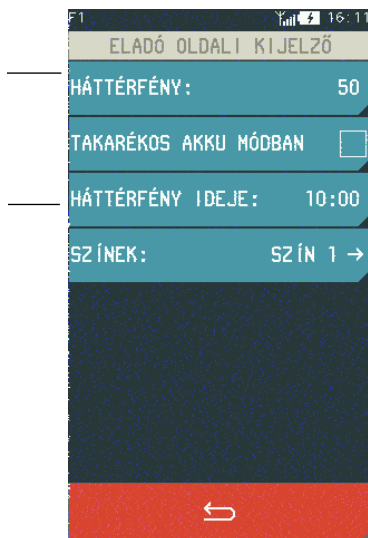 F1 16:11
ELADÓ OLDALI KIJELZŐ
HÁTTÉRFÉNY: 50
TAKARÉKOS AKKU MÓDBAN
HÁTTÉRFÉNY IDEJE: 10:00
SZÍNEK: SZÍN 1 →